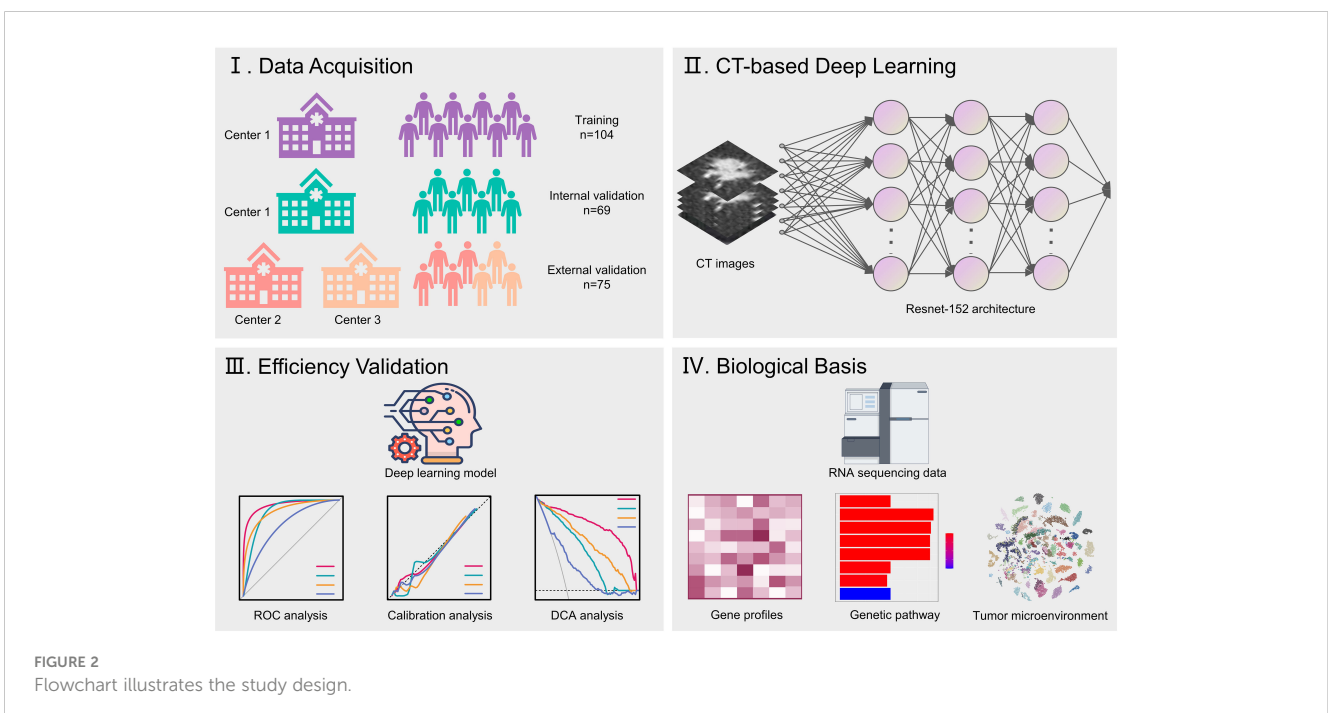 Ⅰ. Data Acquisition
Center 1
Training
n=104
Center 1
Internal validation
n=69
External validation
n=75
Center 2
Center 3
Ⅱ. CT-based Deep Learning
CT images
Resnet-152 architecture
Ⅲ. Efficiency Validation
Deep learning model
ROC analysis
Calibration analysis
DCA analysis
Ⅳ. Biological Basis
RNA sequencing data
Gene profiles
Genetic pathway
Tumor microenvironment
FIGURE 2
Flowchart illustrates the study design.